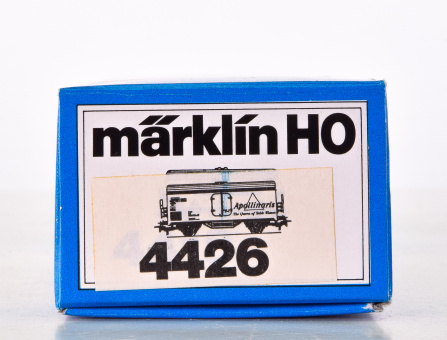 märklin HO
Apollinaris
The Queen of Table Waters
4426